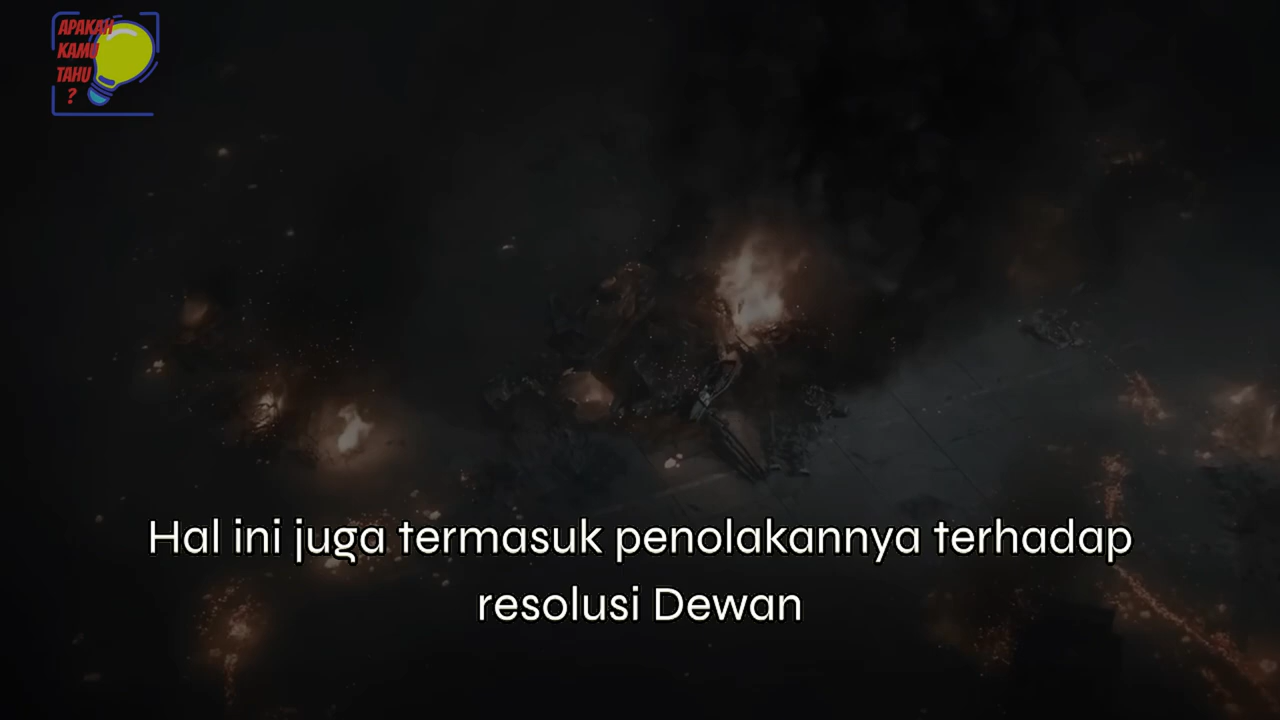 APAKAH
KAMU
TAHU
?
Hal ini juga termasuk penolakannya terhadap
resolusi Dewan